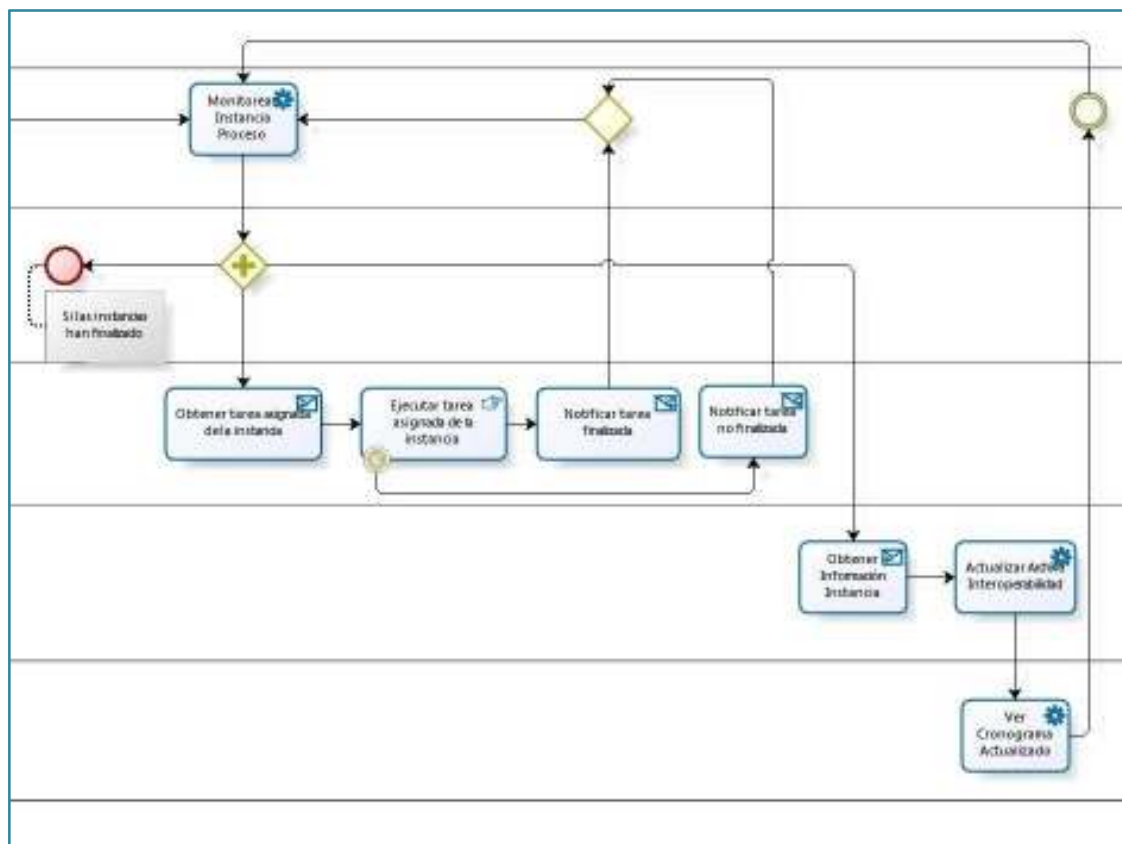 Monitorear
Instancia
Proceso
Si las instancias
han finalizado
Obtener tarea asignada
de la instancia
Ejecutar tarea
asignada de la
instancia
Notificar tarea
finalizada
Notificar tarea
no finalizada
Obtener
Información
Instancia
Actualizar
Interoperabilidad
Ver
Cronograma
Actualizado